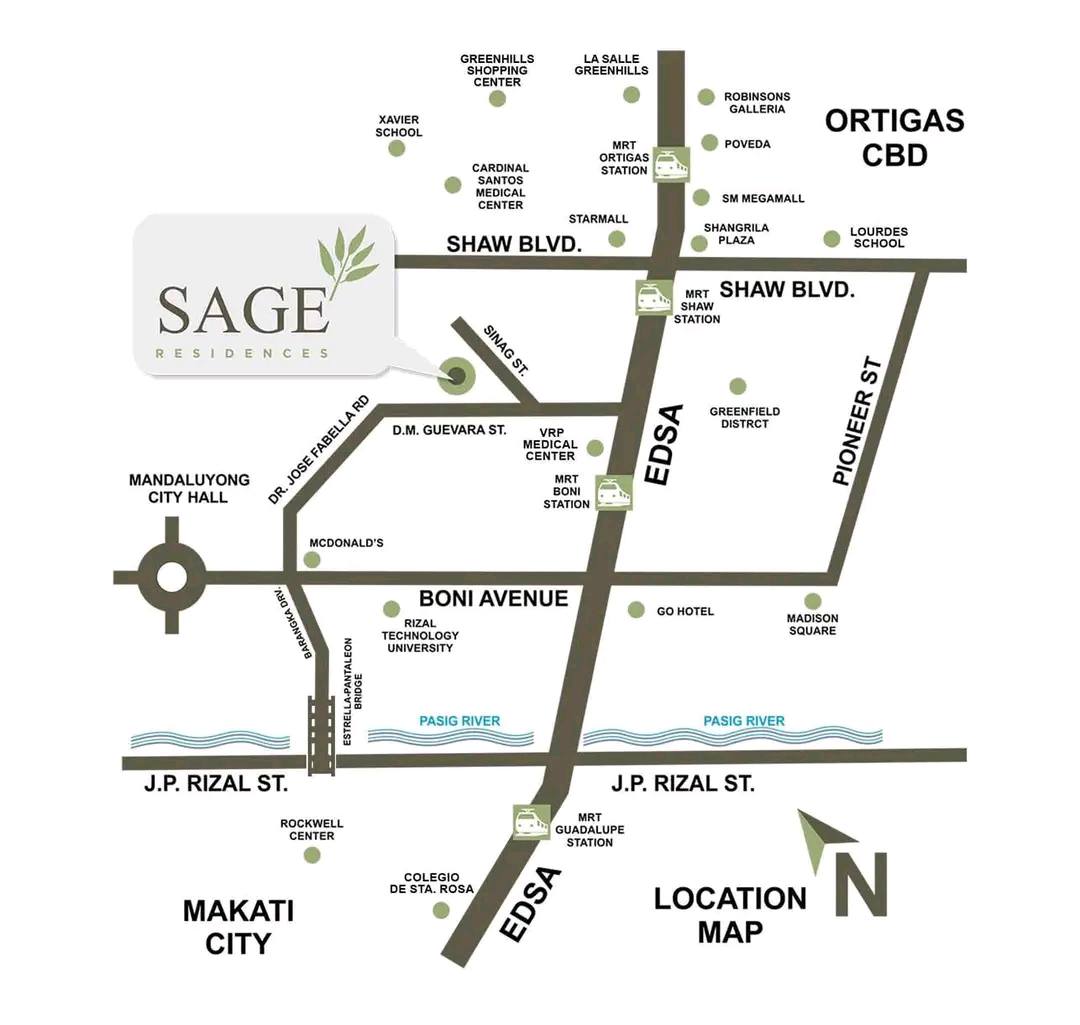 GREENHILLS
SHOPPING
CENTER
LA SALLE
GREENHILLS
ROBINSONS
GALLERIA
ORTIGAS
CBD
XAVIER
SCHOOL
MRT
ORTIGAS
STATION
POVEDA
CARDINAL
SANTOS
MEDICAL
CENTER
SM MEGAMALL
STARMALL
SHANGRILA
PLAZA
LOURDES
SCHOOL
SHAW BLVD.
SHAW BLVD.
MRT
SHAW
STATION
SAGE
RESIDENCES
SINAG ST.
DR. JOSE FABELLA RD
D.M. GUEVARA ST.
EDSA
GREENFIELD
DISTRCT
PIONEER ST
VRP
MEDICAL
CENTER
MRT
BONI
STATION
MANDALUYONG
CITY HALL
MCDONALD'S
BONI AVENUE
BARANGKA DRV.
RIZAL
TECHNOLOGY
UNIVERSITY
GO HOTEL
MADISON
SQUARE
ESTRELLA-PANTALEON
BRIDGE
PASIG RIVER
PASIG RIVER
J.P. RIZAL ST.
J.P. RIZAL ST.
ROCKWELL
CENTER
MRT
GUADALUPE
STATION
COLEGIO
DE STA. ROSA
EDSA
MAKATI
CITY
LOCATION
MAP
N